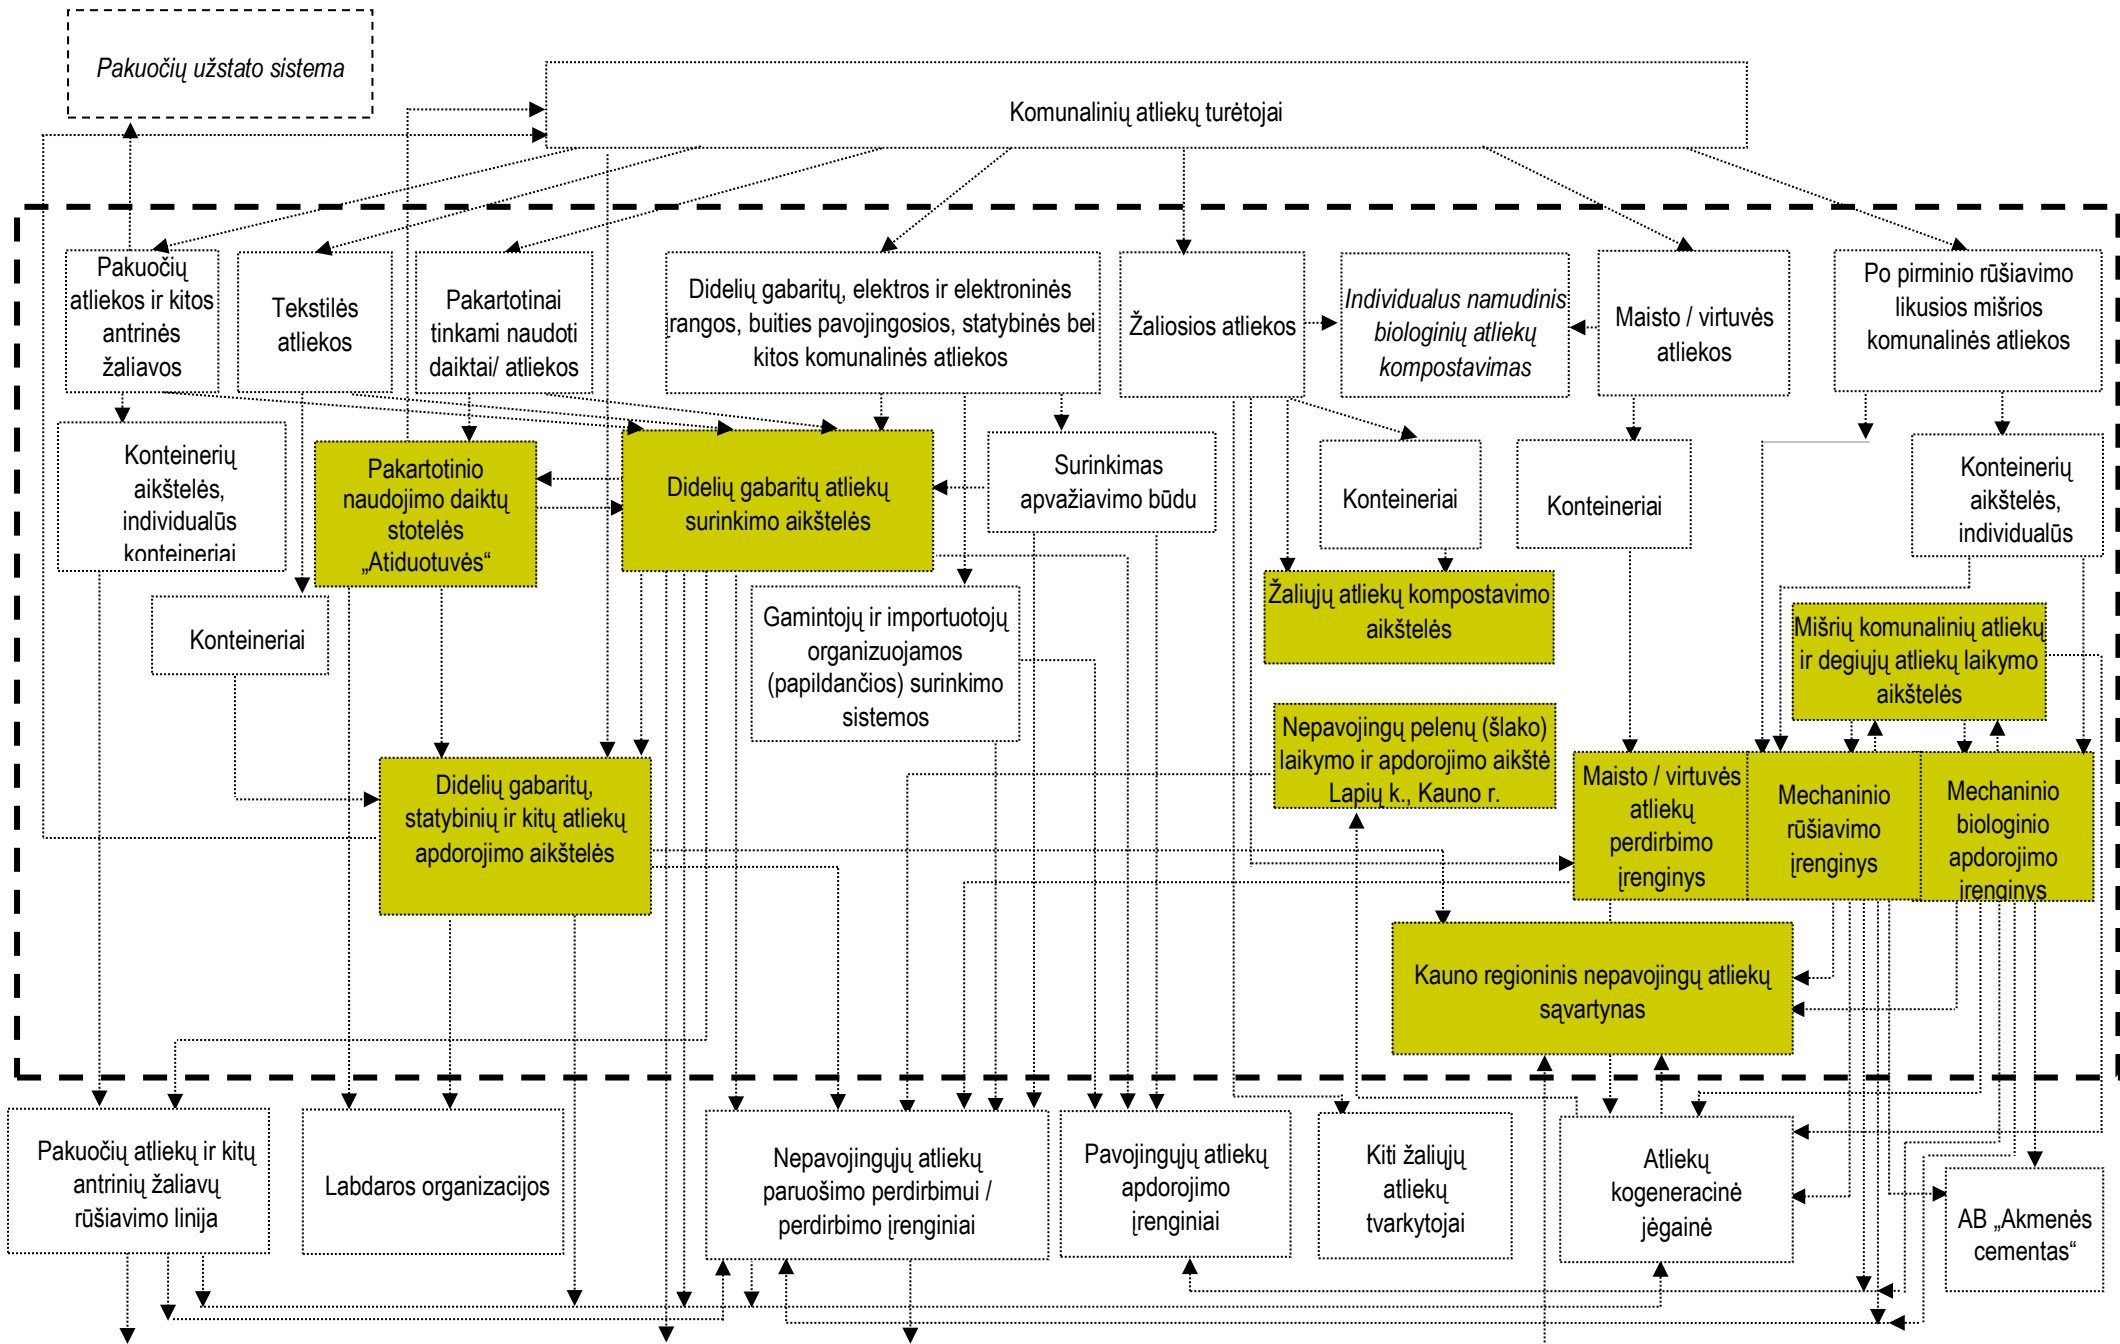 Pakuočių užstato sistema
Komunalinių atliekų turėtojai
Pakuočių
atliekos ir kitos
antrinės
žaliavos
Tekstilės
atliekos
Pakartotinai
tinkami naudoti
daiktai/ atliekos
Didelių gabaritų, elektros ir elektroninės
rangos, buities pavojingosios, statybinės bei
kitos komunalinės atliekos
Žaliosios atliekos
Individualus namudinis
biologinių atliekų
kompostavimas
Maisto / virtuvės
atliekos
Po pirminio rūšiavimo
likusios mišrios
komunalinės atliekos
Konteinerių
aikštelės,
individualūs
konteineriai
Pakartotinio
naudojimo daiktų
stotelės
„Atiduotuvės“
Didelių gabaritų atliekų
surinkimo aikštelės
Surinkimas
apvažiavimo būdu
Konteineriai
Konteineriai
Konteinerių
aikštelės,
individualūs
Konteineriai
Gamintojų ir importuotojų
organizuojamos
(papildančios) surinkimo
sistemos
Žaliųjų atliekų kompostavimo
aikštelės
Mišrių komunalinių atliekų
ir degiųjų atliekų laikymo
aikštelės
Nepavojingų pelenų (šlako)
laikymo ir apdorojimo aikštė
Lapių k., Kauno r.
Didelių gabaritų,
statybinių ir kitų atliekų
apdorojimo aikštelės
Maisto / virtuvės
atliekų
perdirbimo
įrenginys
Mechaninio
rūšiavimo
įrenginys
Mechaninio
biologinio
apdorojimo
įrenginys
Kauno regioninis nepavojingų atliekų
sąvartynas
Pakuočių atliekų ir kitų
antrinių žaliavų
rūšiavimo linija
Labdaros organizacijos
Nepavojingųjų atliekų
paruošimo perdirbimui /
perdirbimo įrenginiai
Pavojingųjų atliekų
apdorojimo
įrenginiai
Kiti žaliųjų
atliekų
tvarkytojai
Atliekų
kogeneracinė
jėgainė
AB „Akmenės
cementas“